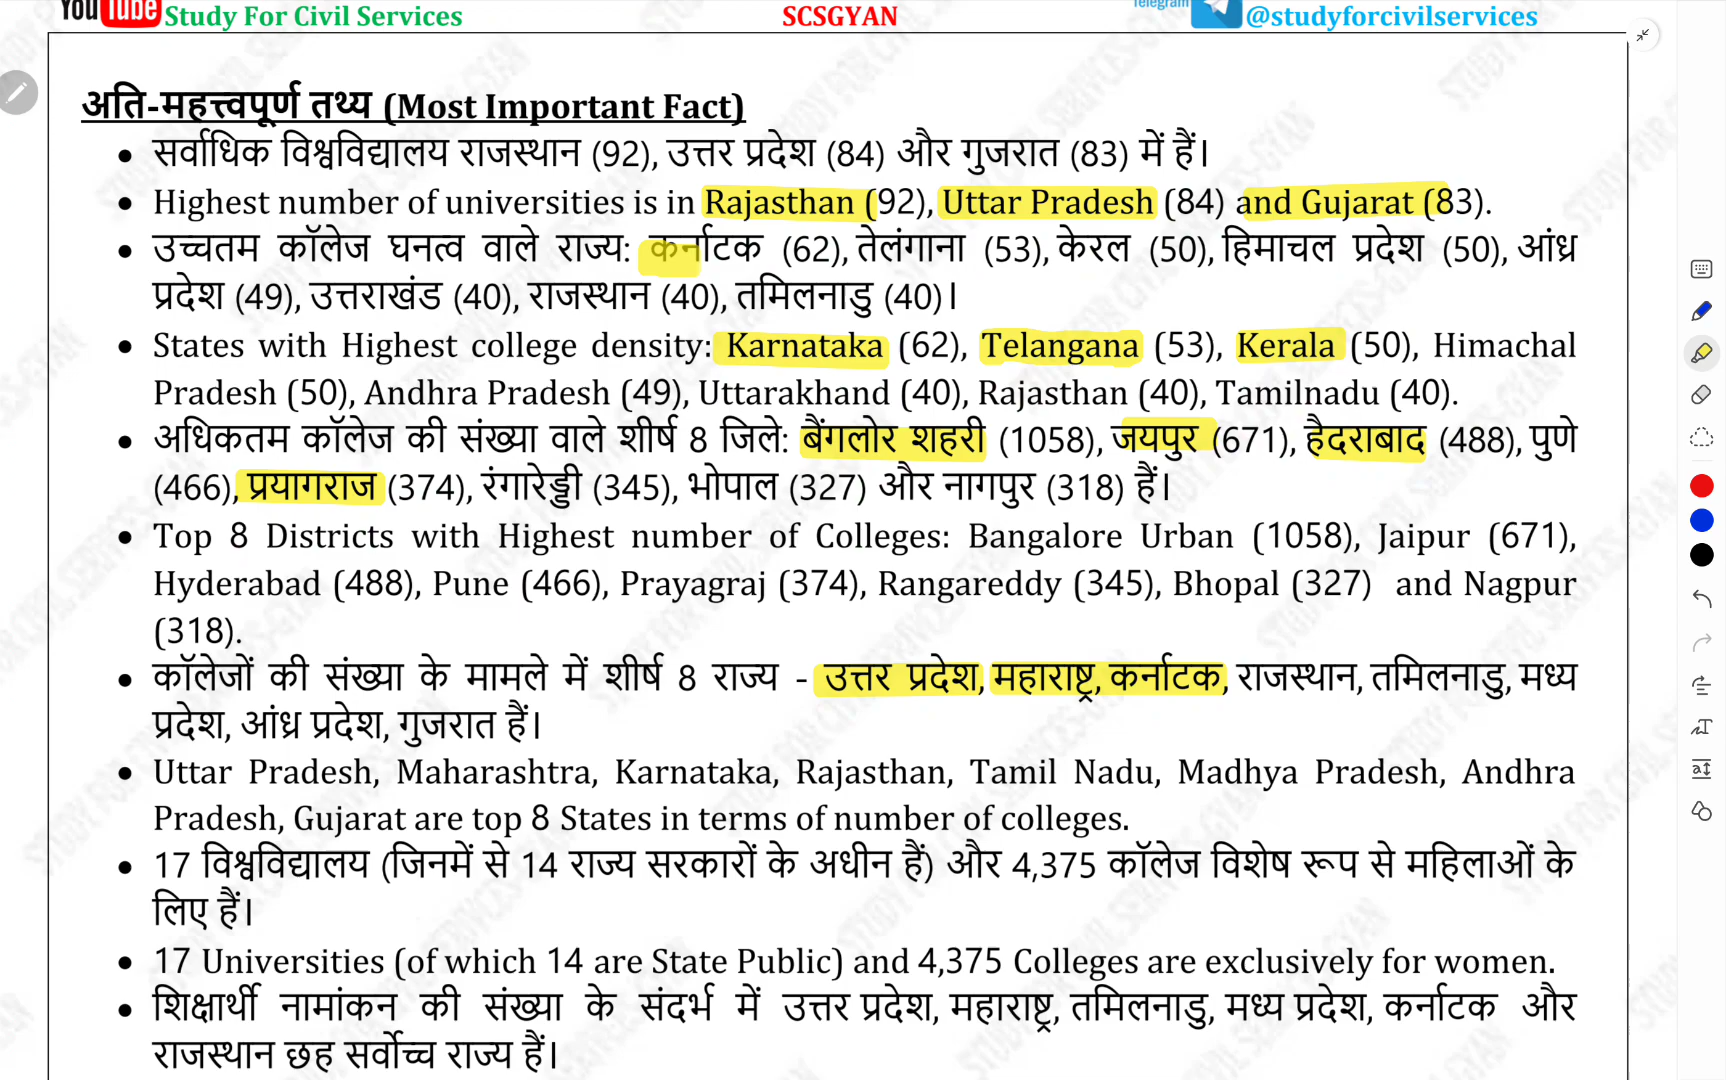 YouTube Study For Civil Services SCSGYAN Telegram @studyforcivilservices
अति-महत्त्वपूर्ण तथ्य (Most Important Fact)
• सर्वाधिक विश्वविद्यालय राजस्थान (92), उत्तर प्रदेश (84) और गुजरात (83) में हैं।
• Highest number of universities is in Rajasthan (92), Uttar Pradesh (84) and Gujarat (83).
• उच्चतम कॉलेज घनत्व वाले राज्य: कर्नाटक (62), तेलंगाना (53), केरल (50), हिमाचल प्रदेश (50), आंध्र
प्रदेश (49), उत्तराखंड (40), राजस्थान (40), तमिलनाडु (40)।
• States with Highest college density: Karnataka (62), Telangana (53), Kerala (50), Himachal
Pradesh (50), Andhra Pradesh (49), Uttarakhand (40), Rajasthan (40), Tamilnadu (40).
• अधिकतम कॉलेज की संख्या वाले शीर्ष 8 जिले: बैंगलोर शहरी (1058), जयपुर (671), हैदराबाद (488), पुणे
(466), प्रयागराज (374), रंगारेड्डी (345), भोपाल (327) और नागपुर (318) हैं।
• Top 8 Districts with Highest number of Colleges: Bangalore Urban (1058), Jaipur (671),
Hyderabad (488), Pune (466), Prayagraj (374), Rangareddy (345), Bhopal (327) and Nagpur
(318).
• कॉलेजों की संख्या के मामले में शीर्ष 8 राज्य - उत्तर प्रदेश, महाराष्ट्र, कर्नाटक, राजस्थान, तमिलनाडु, मध्य
प्रदेश, आंध्र प्रदेश, गुजरात हैं।
• Uttar Pradesh, Maharashtra, Karnataka, Rajasthan, Tamil Nadu, Madhya Pradesh, Andhra
Pradesh, Gujarat are top 8 States in terms of number of colleges.
• 17 विश्वविद्यालय (जिनमें से 14 राज्य सरकारों के अधीन हैं) और 4,375 कॉलेज विशेष रूप से महिलाओं के
लिए हैं।
• 17 Universities (of which 14 are State Public) and 4,375 Colleges are exclusively for women.
• शिक्षार्थी नामांकन की संख्या के संदर्भ में उत्तर प्रदेश, महाराष्ट्र, तमिलनाडु, मध्य प्रदेश, कर्नाटक और
राजस्थान छह सर्वोच्च राज्य हैं।